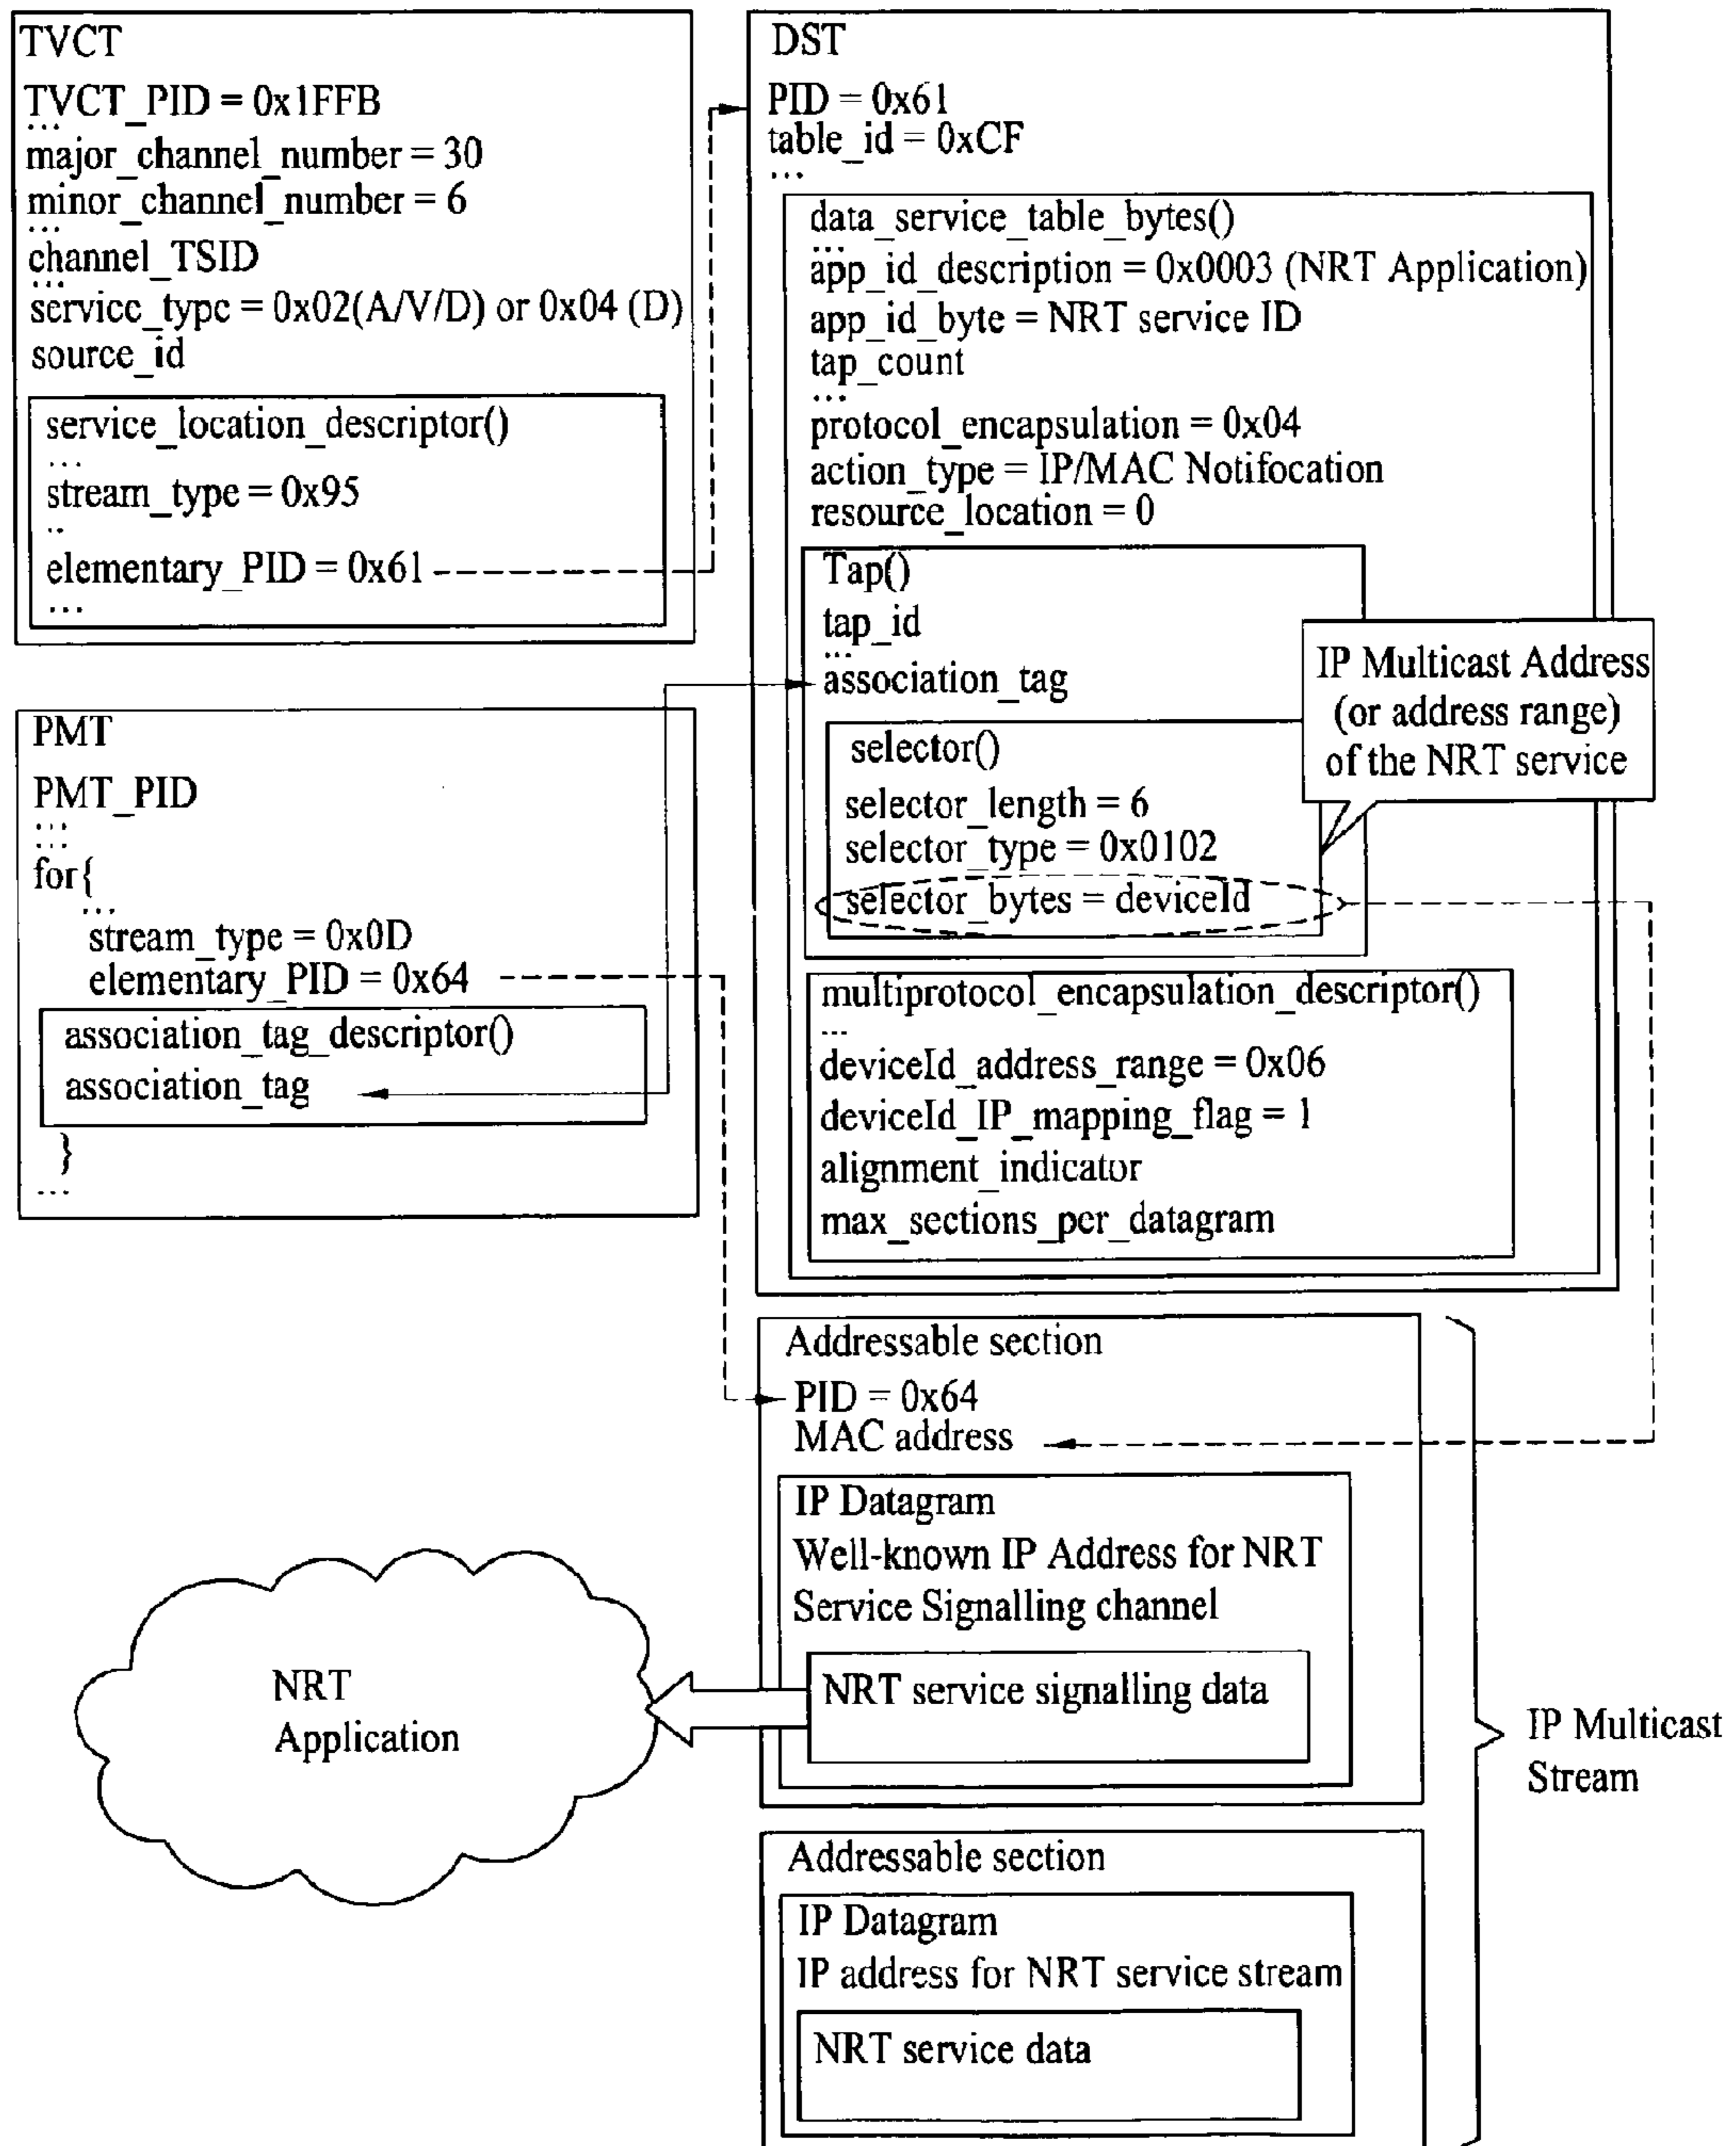 TVCT
TVCT_PID = 0x1FFB
...
major_channel_number = 30
minor_channel_number = 6
...
channel_TSID
...
service_type = 0x02(A/V/D) or 0x04 (D)
source_id
service_location_descriptor()
...
stream_type = 0x95
..
elementary_PID = 0x61
...
PMT
PMT_PID
...
...
for{
...
stream_type = 0x0D
elementary_PID = 0x64
association_tag_descriptor()
association_tag
}
...
DST
PID = 0x61
table_id = 0xCF
...
data_service_table_bytes()
...
app_id_description = 0x0003 (NRT Application)
app_id_byte = NRT service ID
tap_count
...
protocol_encapsulation = 0x04
action_type = IP/MAC Notifocation
resource_location = 0
Tap()
tap_id
...
association_tag
selector()
selector_length = 6
selector_type = 0x0102
selector_bytes = deviceId
IP Multicast Address
(or address range)
of the NRT service
multiprotocol_encapsulation_descriptor()
...
deviceId_address_range = 0x06
deviceId_IP_mapping_flag = 1
alignment_indicator
max_sections_per_datagram
Addressable section
PID = 0x64
MAC address
IP Datagram
Well-known IP Address for NRT
Service Signalling channel
NRT service signalling data
NRT
Application
IP Multicast
Stream
Addressable section
IP Datagram
IP address for NRT service stream
NRT service data